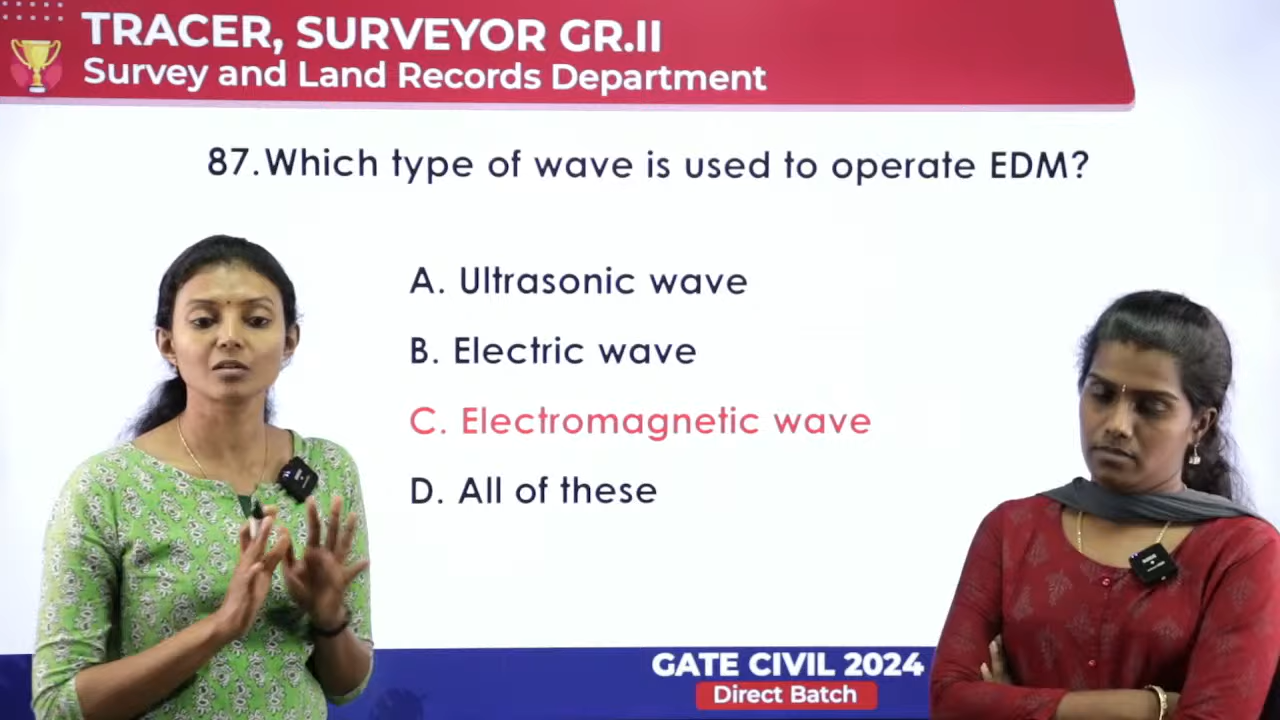 TRACER, SURVEYOR GR.II
Survey and Land Records Department
87.Which type of wave is used to operate EDM?
A. Ultrasonic wave
B. Electric wave
C. Electromagnetic wave
D. All of these
GATE CIVIL 2024
Direct Batch